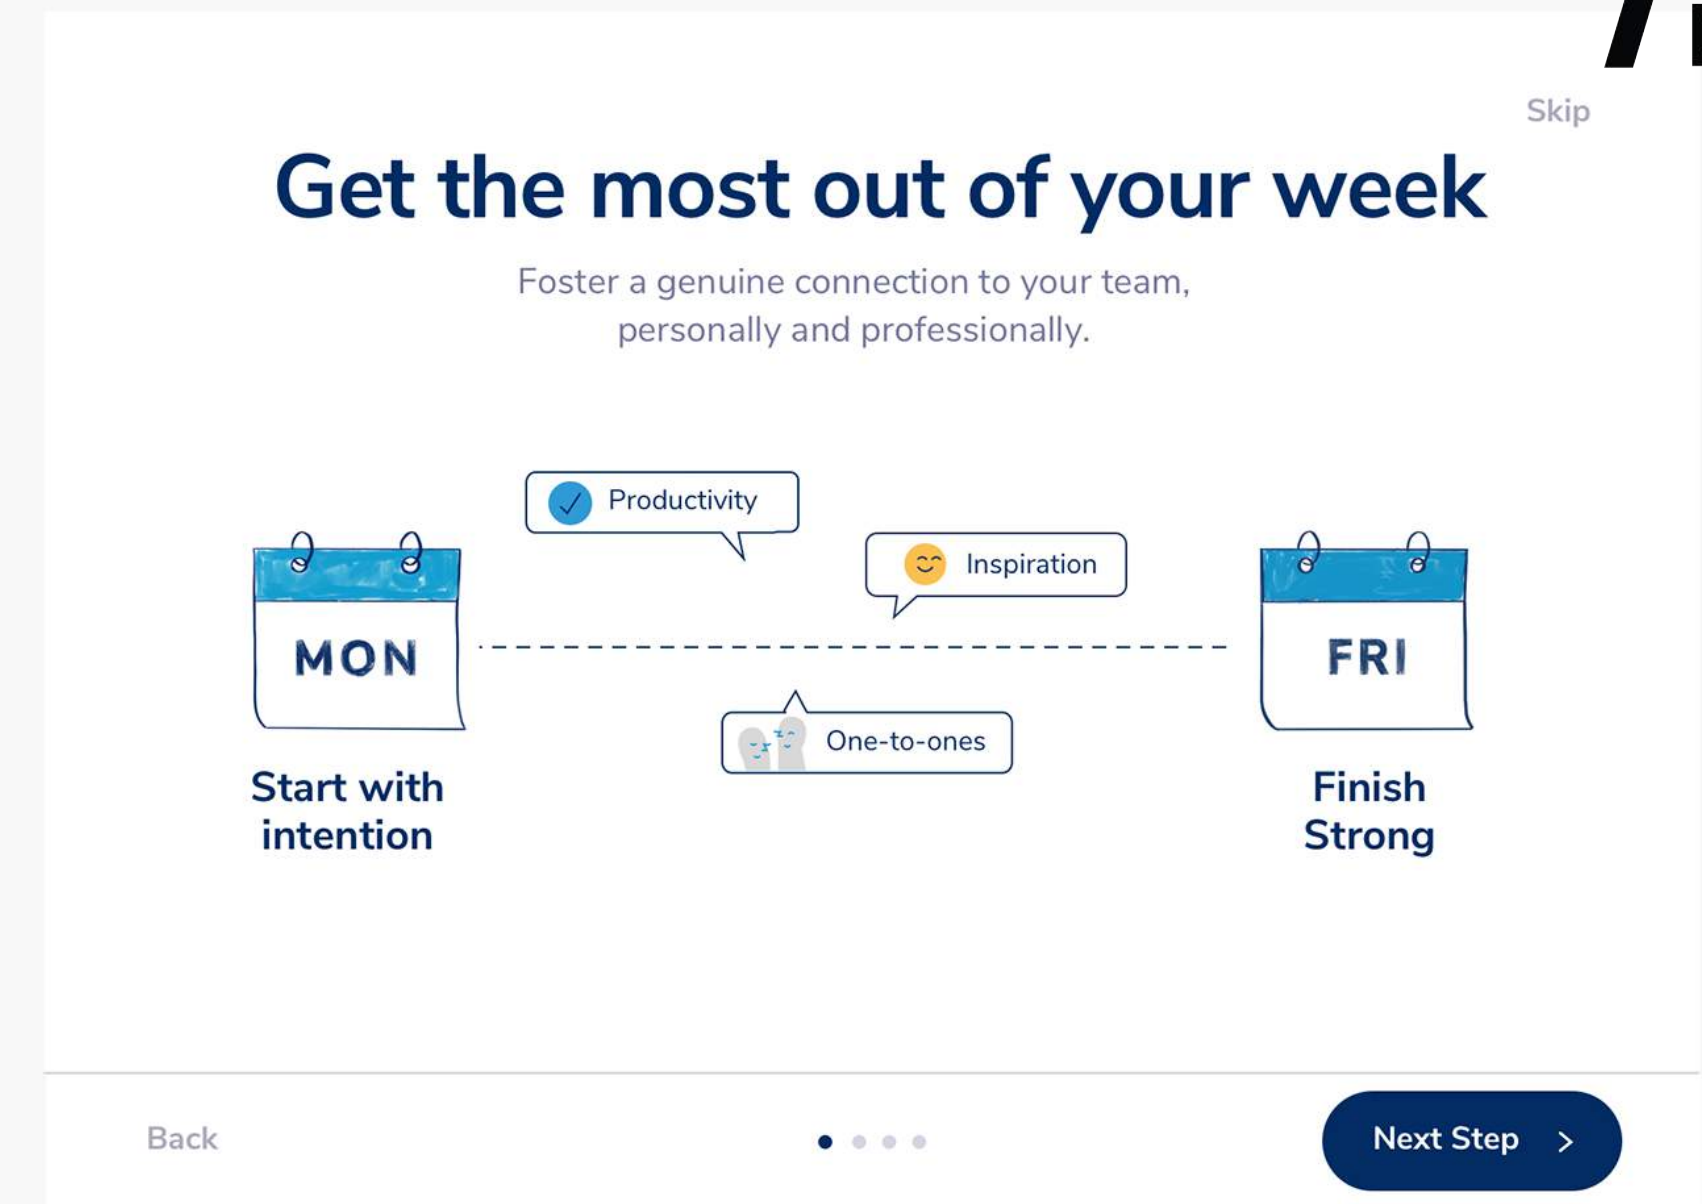 Skip
Get the most out of your week
Foster a genuine connection to your team,
personally and professionally.
Productivity
Inspiration
MON
FRI
One-to-ones
Start with
intention
Finish
Strong
Back
Next Step